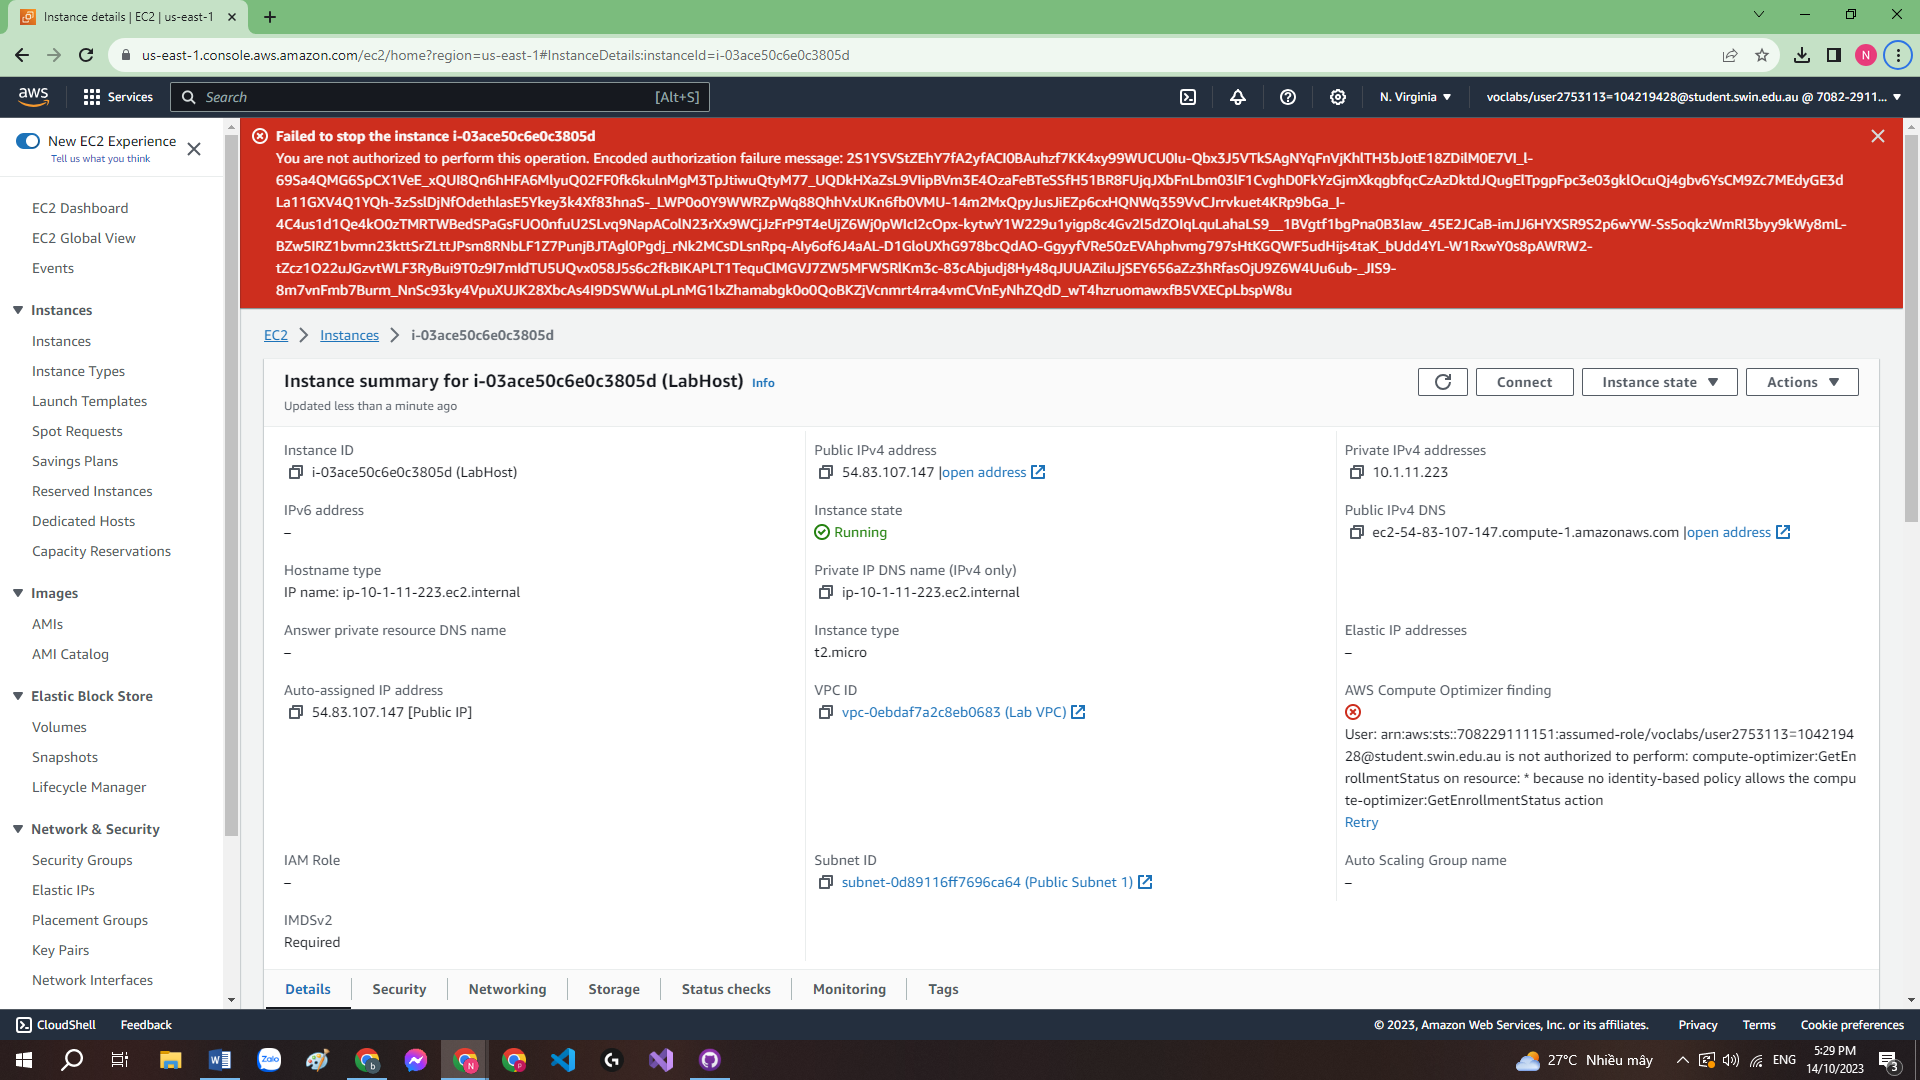 Instance details | EC2 | us-east-1
us-east-1.console.aws.amazon.com/ec2/home?region=us-east-1#InstanceDetails:instanceId=i-03ace50c6e0c3805d
N
aws
Services
Search
[Alt+S]
N. Virginia
voclabs/user2753113=104219428@student.swin.edu.au @ 7082-2911...
New EC2 Experience
Tell us what you think
EC2 Dashboard
EC2 Global View
Events
Instances
Instances
Instance Types
Launch Templates
Spot Requests
Savings Plans
Reserved Instances
Dedicated Hosts
Capacity Reservations
Images
AMIs
AMI Catalog
Elastic Block Store
Volumes
Snapshots
Lifecycle Manager
Network & Security
Security Groups
Elastic IPs
Placement Groups
Key Pairs
Network Interfaces
Failed to stop the instance i-03ace50c6e0c3805d
You are not authorized to perform this operation. Encoded authorization failure message:
EC2
Instances
i-03ace50c6e0c3805d
Instance summary for i-03ace50c6e0c3805d (LabHost) Info
Updated less than a minute ago
Connect
Instance state
Actions
Instance ID
i-03ace50c6e0c3805d (LabHost)
Public IPv4 address
54.83.107.147 |open address
Private IPv4 addresses
10.1.11.223
IPv6 address
–
Instance state
Running
Public IPv4 DNS
ec2-54-83-107-147.compute-1.amazonaws.com |open address
Hostname type
IP name: ip-10-1-11-223.ec2.internal
Private IP DNS name (IPv4 only)
ip-10-1-11-223.ec2.internal
Answer private resource DNS name
–
Instance type
t2.micro
Elastic IP addresses
–
Auto-assigned IP address
54.83.107.147 [Public IP]
VPC ID
vpc-0ebdaf7a2c8eb0683 (Lab VPC)
AWS Compute Optimizer finding
User: arn:aws:sts::708229111151:assumed-role/voclabs/user2753113=1042194
28@student.swin.edu.au is not authorized to perform: compute-optimizer:GetEn
rollmentStatus on resource: * because no identity-based policy allows the compu
te-optimizer:GetEnrollmentStatus action
Retry
IAM Role
–
Subnet ID
subnet-0d89116ff7696ca64 (Public Subnet 1)
Auto Scaling Group name
–
IMDSv2
Required
Details
Security
Networking
Storage
Status checks
Monitoring
Tags
CloudShell
Feedback
© 2023, Amazon Web Services, Inc. or its affiliates.
Privacy
Terms
Cookie preferences
Zalo
27°C Nhiều mây
ENG
5:29 PM
14/10/2023
3